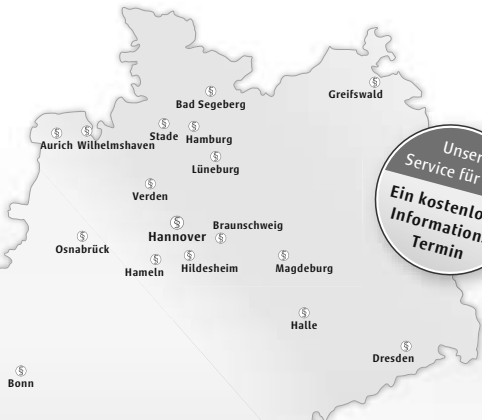 §
Bad Segeberg
§
Greifswald
§
Aurich
§
Wilhelmshaven
§
Stade
§
Hamburg
§
Lüneburg
§
Verden
Unser
Service für
Ein
Termin
§
Hannover
§
Braunschweig
§
Osnabrück
§
Hameln
§
Hildesheim
§
Magdeburg
§
Halle
§
Dresden
§
Bonn